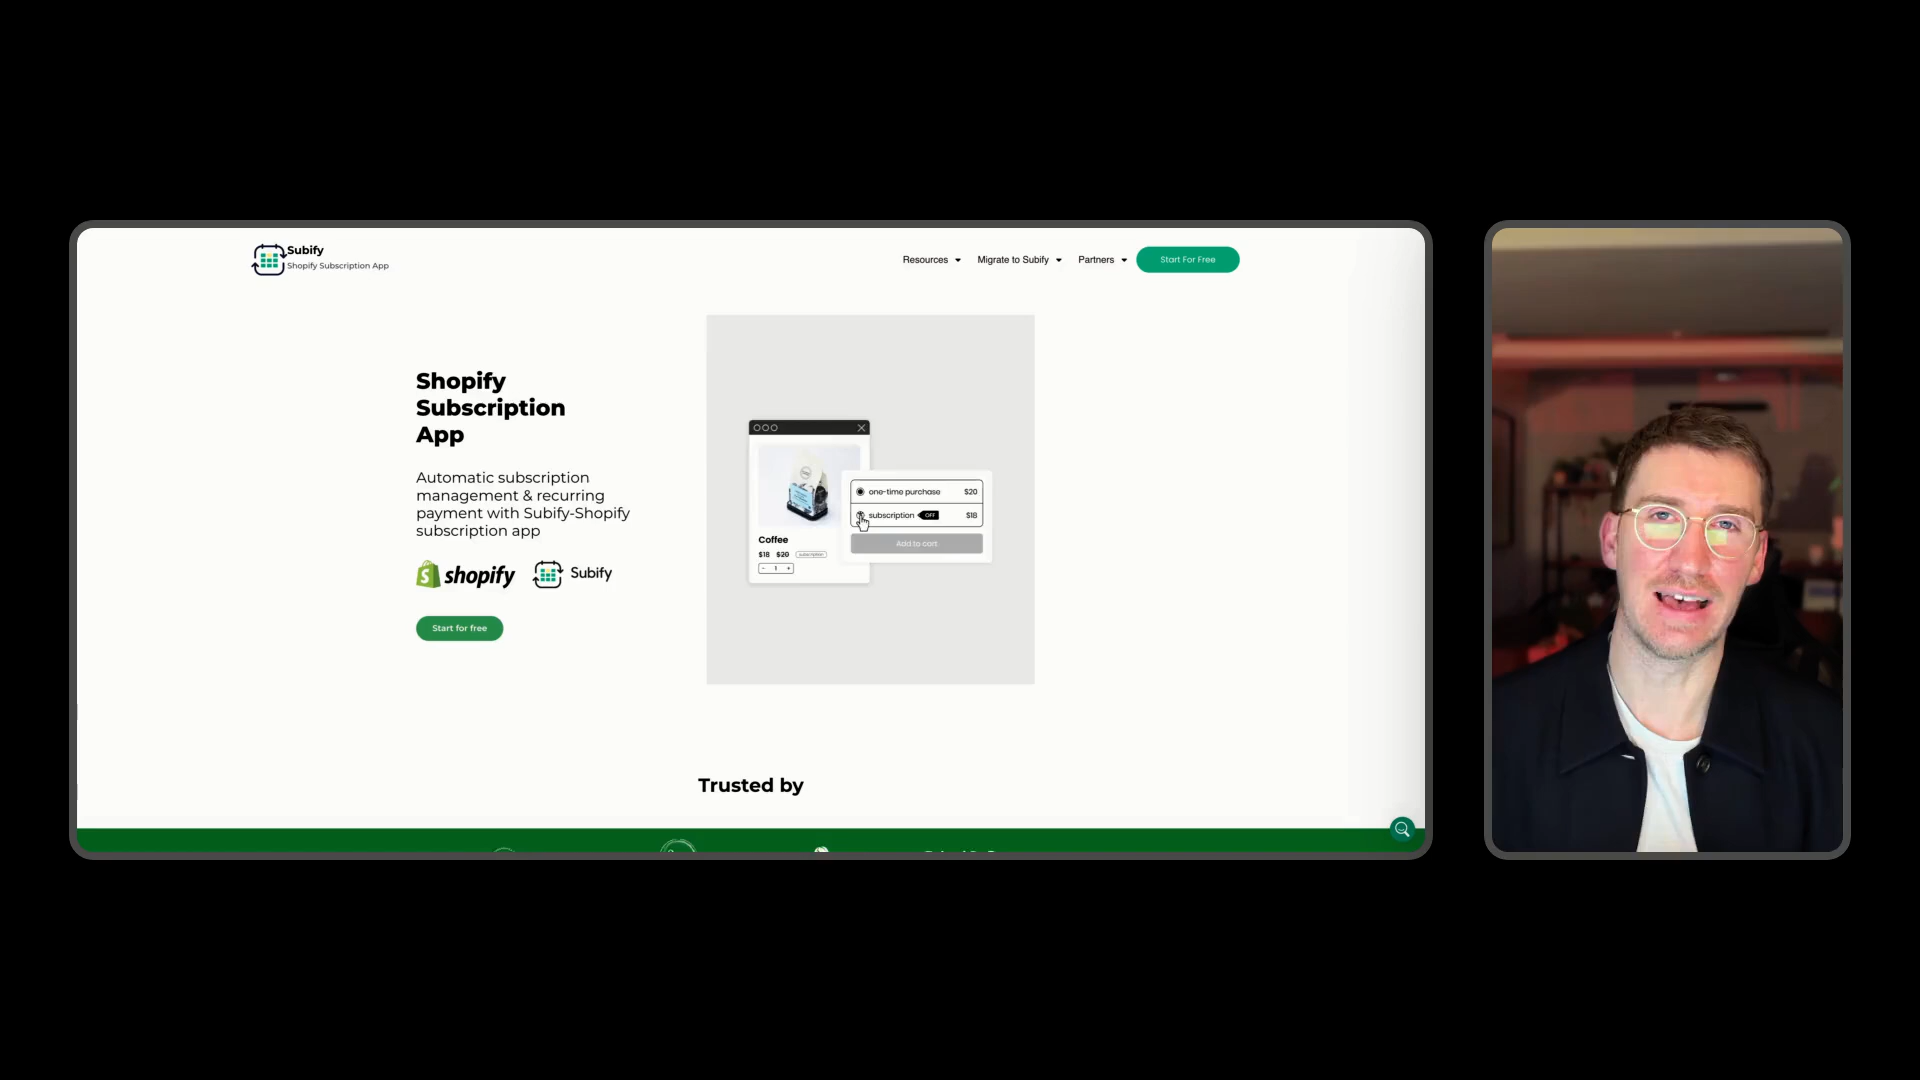 Subify
Shopify Subscription App
Resources
Migrate to Subify
Partners
Start For Free
Shopify
Subscription
App
Automatic subscription
management & recurring
payment with Subify-Shopify
subscription app
shopify
Subify
Start for free
one-time purchase $20
subscription OFF $18
Add to cart
Coffee
$18 $20 subscription
- 1 +
Trusted by